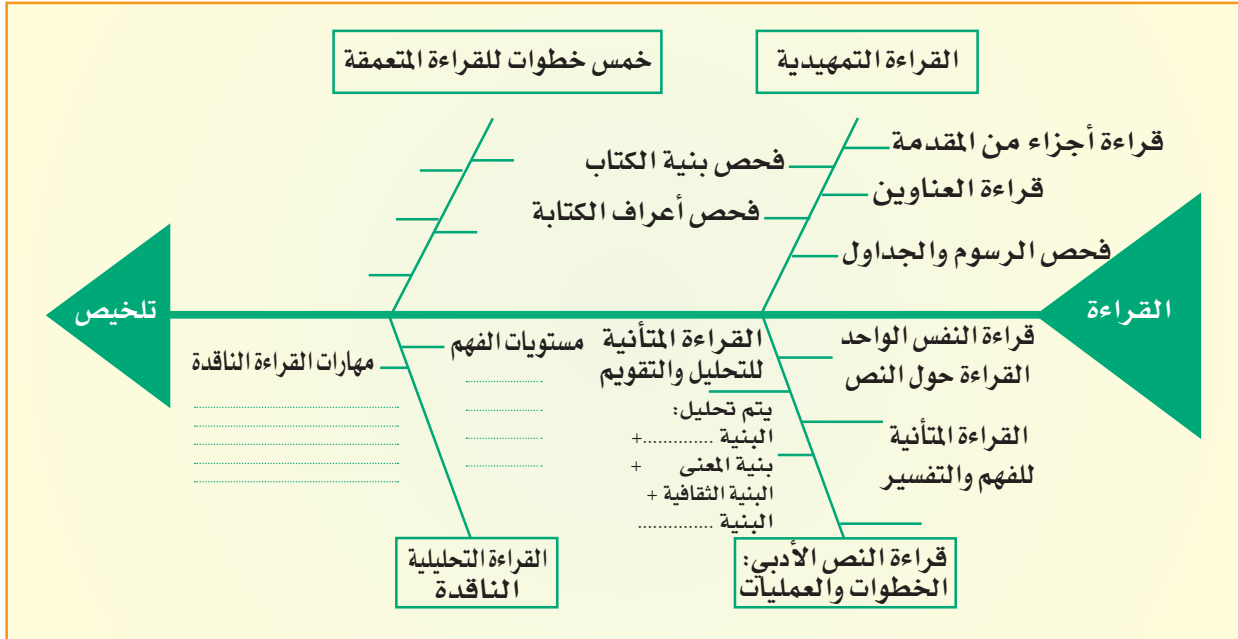 القراءة التمهيدية
خمس خطوات للقراءة المتعمقة
قراءة أجزاء من المقدمة
فحص بنية الكتاب
قراءة العناوين
فحص أعراف الكتابة
فحص الرسوم والجداول
القراءة
تلخيص
قراءة النفس الواحد
القراءة حول النص
القراءة المتأنية
للفهم والتفسير
القراءة المتأنية
للتحليل والتقويم
يتم تحليل:
البنية ..............+
بنية المعنى +
البنية الثقافية +
البنية ...............
مستويات الفهم
مهارات القراءة الناقدة
قراءة النص الأدبي:
الخطوات والعمليات
القراءة التحليلية
الناقدة